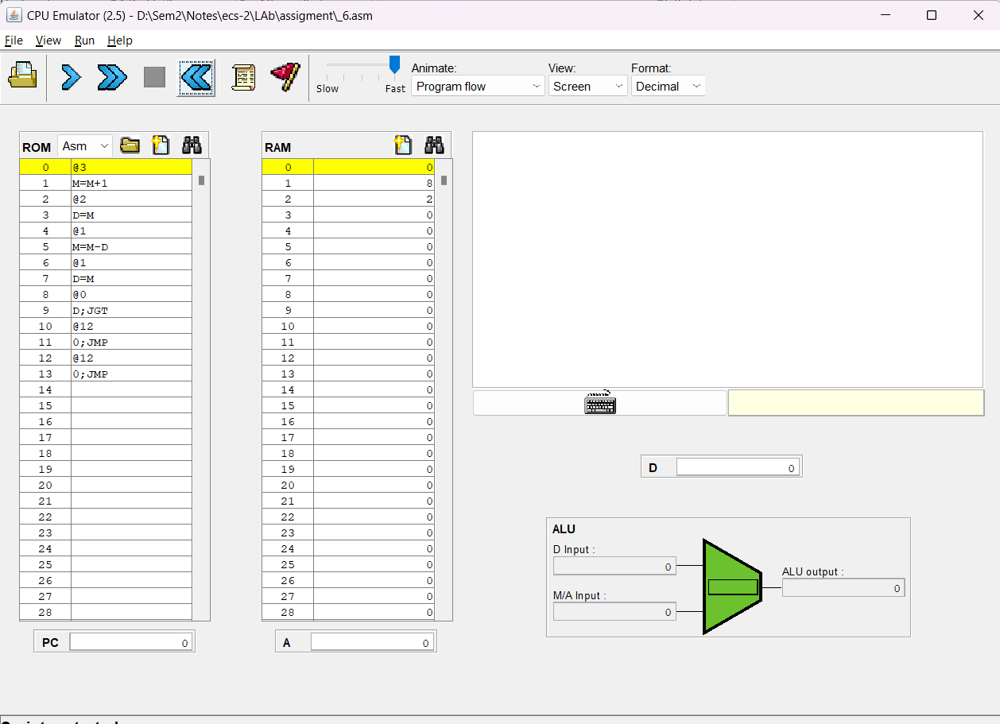 CPU Emulator (2.5) - D:\Sem2\Notes\ecs-2\LAb\assigment\_6.asm
File View Run Help
Slow Fast
Animate:
Program flow
View:
Screen
Format:
Decimal
ROM Asm
0 @3
1 M=M+1
2 @2
3 D=M
4 @1
5 M=M-D
6 @1
7 D=M
8 @0
9 D;JGT
10 @12
11 0;JMP
12 @12
13 0;JMP
14
15
16
17
18
19
20
21
22
23
24
25
26
27
28
PC 0
RAM
0 0
1 8
2 2
3 0
4 0
5 0
6 0
7 0
8 0
9 0
10 0
11 0
12 0
13 0
14 0
15 0
16 0
17 0
18 0
19 0
20 0
21 0
22 0
23 0
24 0
25 0
26 0
27 0
28 0
A 0
D 0
ALU
D Input :
0
M/A Input :
0
ALU output :
0